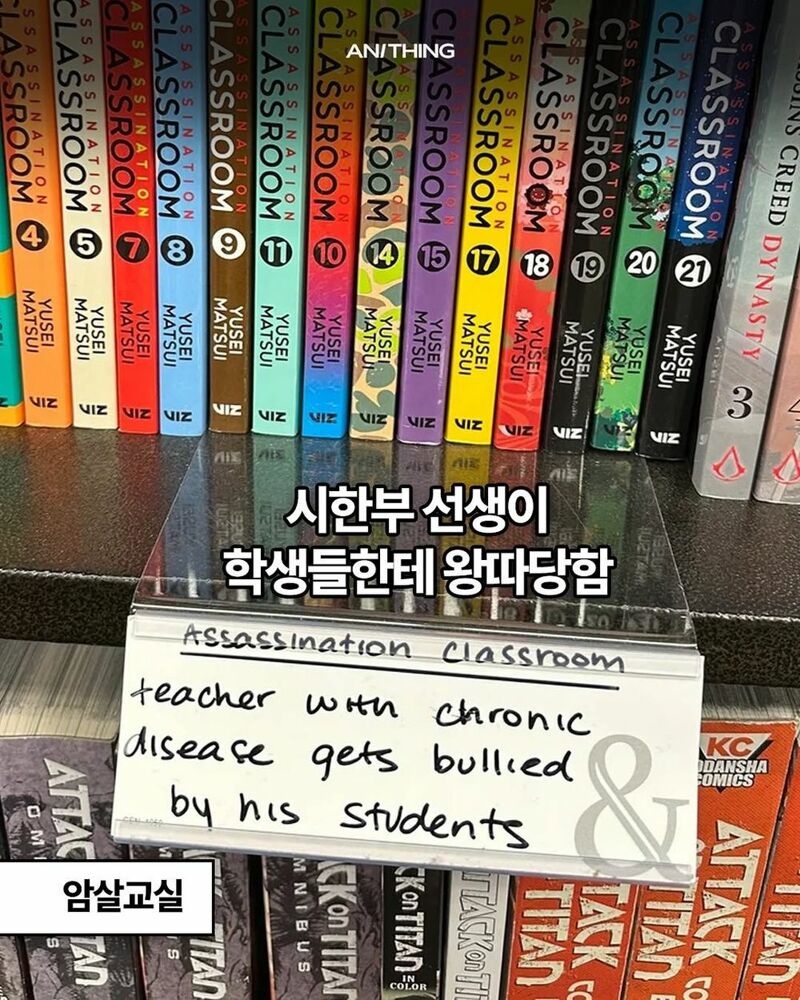 ANITHING
ASSASSINATION CLASSROOM 4 YUSEI MATSUI VIZ
ASSASSINATION CLASSROOM 5 YUSEI MATSUI VIZ
ASSASSINATION CLASSROOM 7 YUSEI MATSUI VIZ
ASSASSINATION CLASSROOM 8 YUSEI MATSUI VIZ
ASSASSINATION CLASSROOM 9 YUSEI MATSUI VIZ
ASSASSINATION CLASSROOM 11 YUSEI MATSUI VIZ
ASSASSINATION CLASSROOM 10 YUSEI MATSUI VIZ
ASSASSINATION CLASSROOM 14 YUSEI MATSUI VIZ
ASSASSINATION CLASSROOM 15 YUSEI MATSUI VIZ
ASSASSINATION CLASSROOM 17 YUSEI MATSUI VIZ
ASSASSINATION CLASSROOM 18 YUSEI MATSUI VIZ
ASSASSINATION CLASSROOM 19 YUSEI MATSUI VIZ
ASSASSINATION CLASSROOM 20 YUSEI MATSUI VIZ
ASSASSINATION CLASSROOM 21 YUSEI MATSUI VIZ
CREED DYNASTY 3
시한부 선생이
학생들한테 왕따당함
Assassination Classroom
teacher with chronic
disease gets bullied
by his students
&
암살교실
ATTACK
OMNIBUS
ATTACK ON TITAN
IN COLOR
ATTACK ON TITAN
KC
KODANSHA
COMICS
ATTACK
TITAN